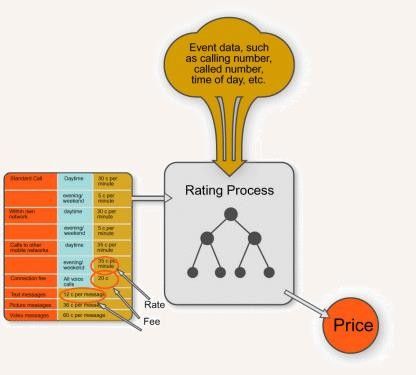 Event data, such
as calling number,
called number,
time of day, etc.
Rating Process
Standard Call Daytime 30 c per
minute
evening/
weekend 5 c per
minute
Within own
network daytime 30 c per
minute
evening/
weekend 5 c per
minute
Calls to other
mobile networks daytime 35 c per
minute
evening/
weekend 35 c per
minute
Connection fee All voice
calls 20 c
Text messages 12 c per message
Picture messages 36 c per message
Video messages 60 c per message
Rate
Fee
Price